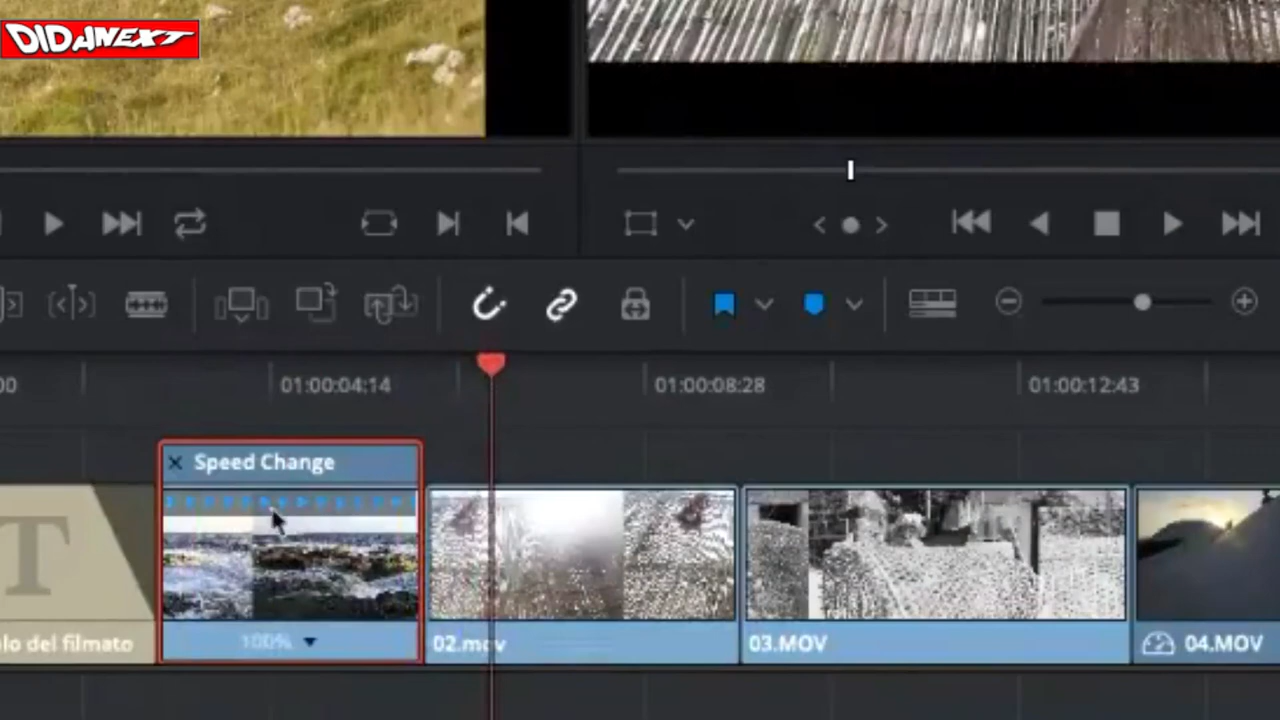 DIDANEXT
00
01:00:04:14
01:00:08:28
01:00:12:43
× Speed Change
T
lo del filmato
100%
02.mov
03.MOV
04.MOV